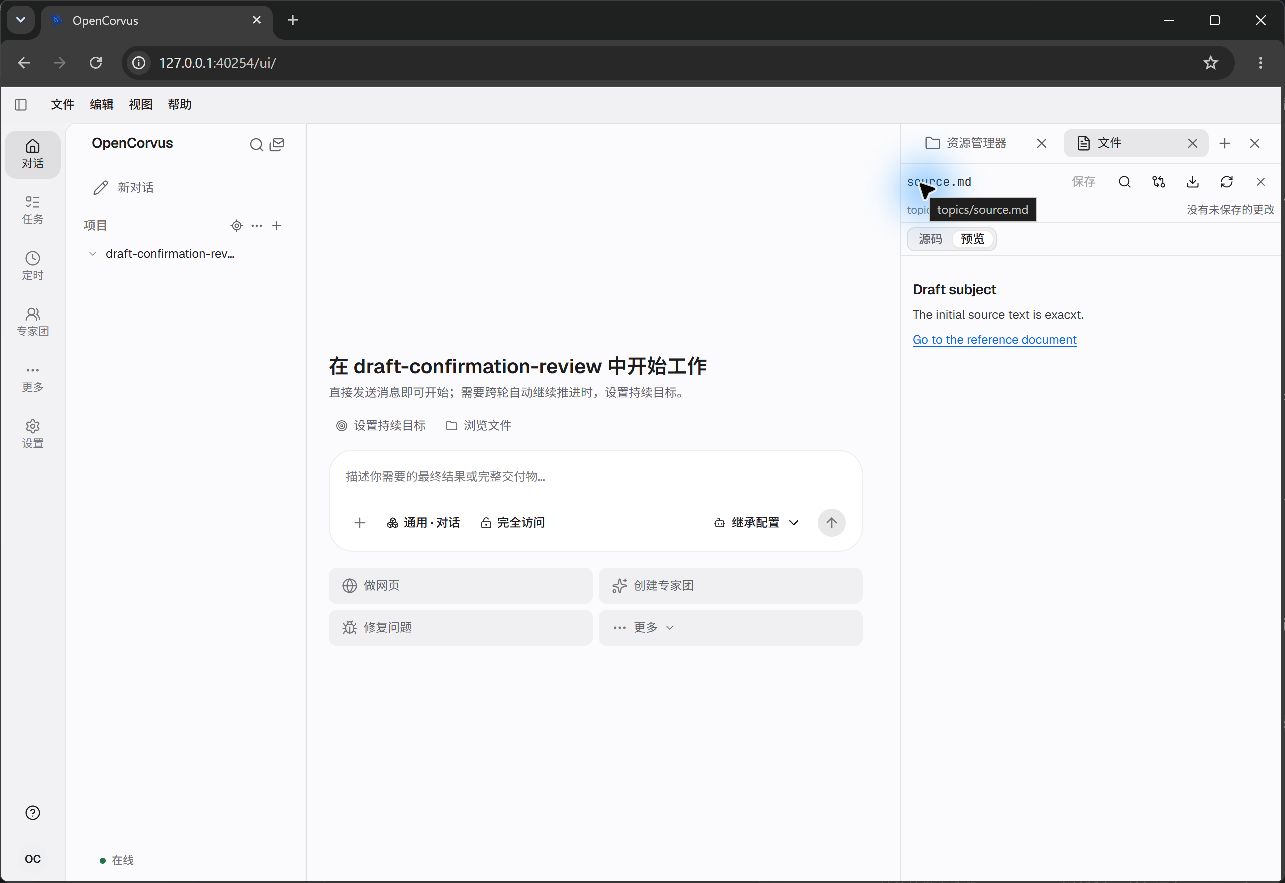 OpenCorvus
127.0.0.1:40254/ui/
文件 编辑 视图 帮助
对话
任务
定时
专家团
更多
设置
OC
OpenCorvus
新对话
项目
draft-confirmation-rev...
在线
在 draft-confirmation-review 中开始工作
直接发送消息即可开始；需要跨轮自动继续推进时，设置持续目标。
设置持续目标 浏览文件
描述你需要的最终结果或完整交付物...
通用 · 对话 完全访问 继承配置
做网页 创建专家团
修复问题 更多
资源管理器 文件
source.md 保存
topics/source.md 没有未保存的更改
源码 预览
Draft subject
The initial source text is exacxt.
Go to the reference document